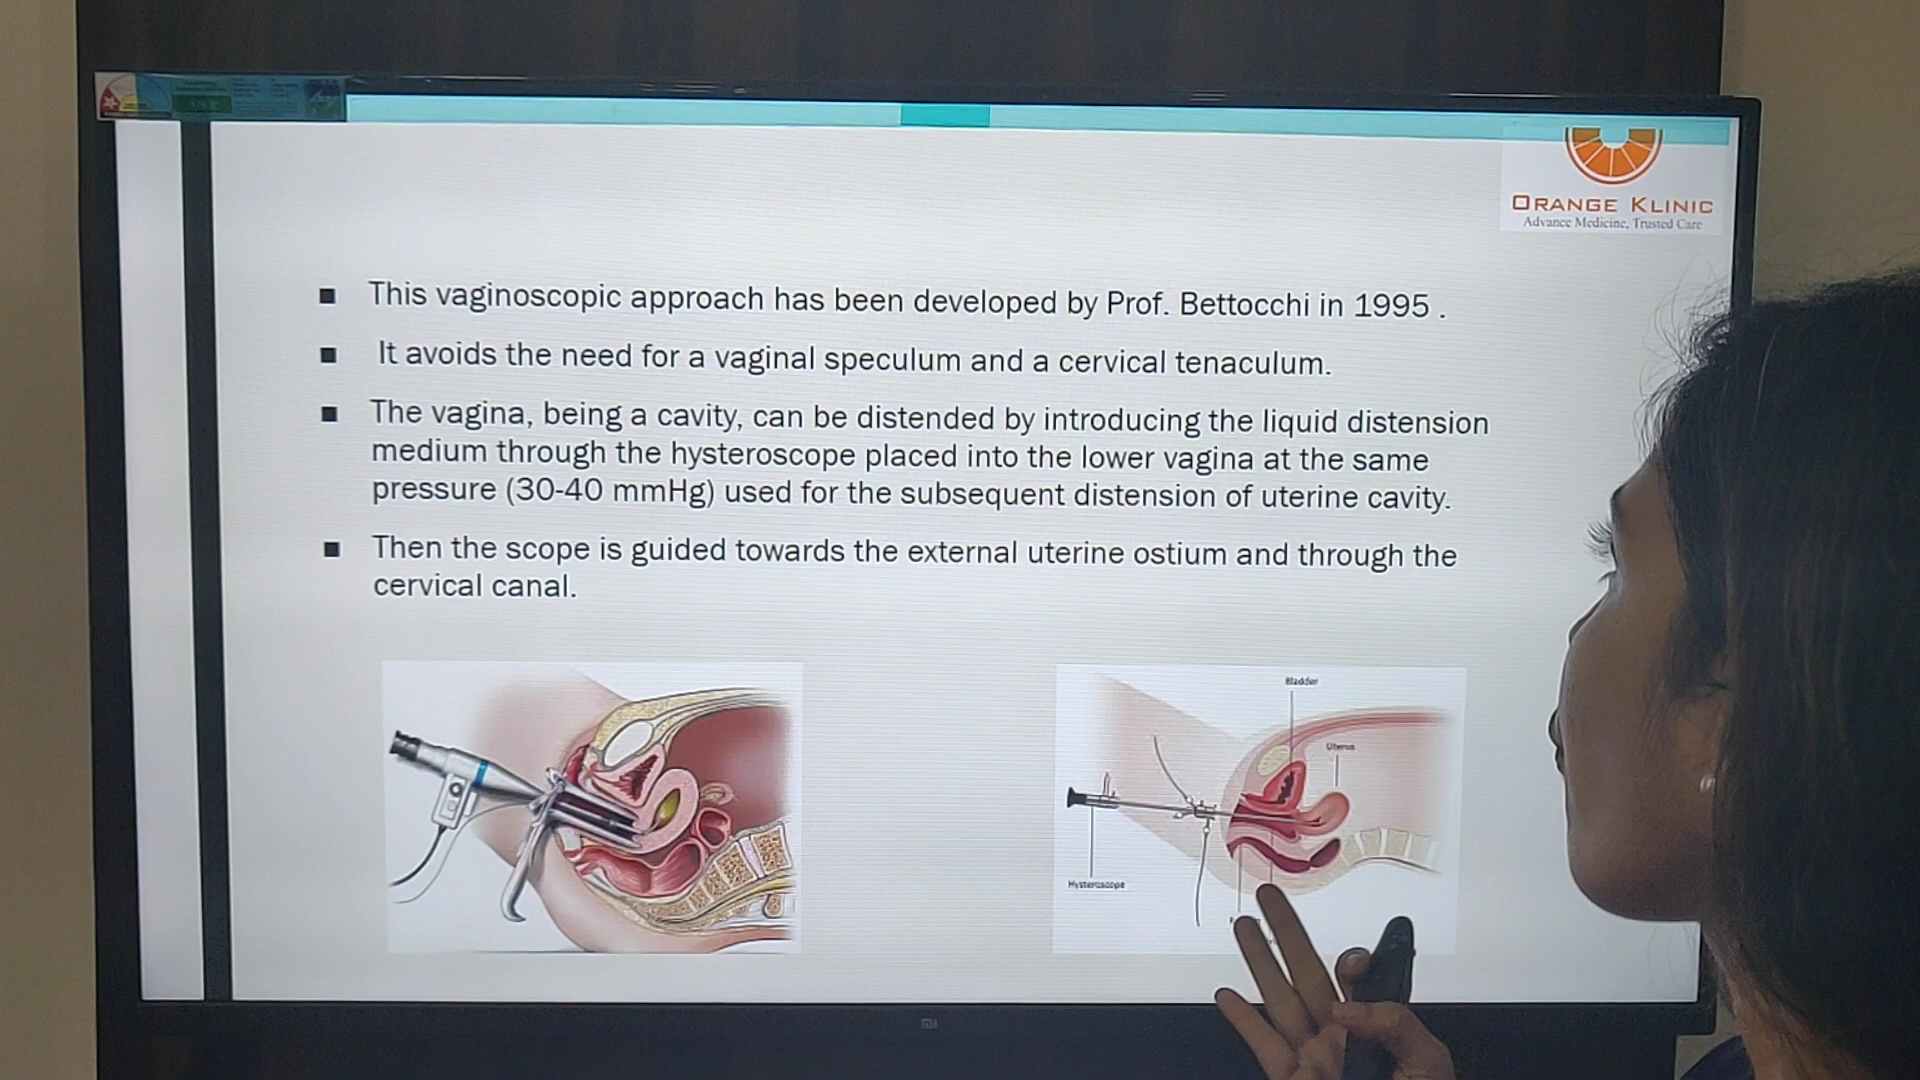 ORANGE KLINIC
Advance Medicine, Trusted Care
■ This vaginoscopic approach has been developed by Prof. Bettocchi in 1995 .
■ It avoids the need for a vaginal speculum and a cervical tenaculum.
■ The vagina, being a cavity, can be distended by introducing the liquid distension
medium through the hysteroscope placed into the lower vagina at the same
pressure (30-40 mmHg) used for the subsequent distension of uterine cavity.
■ Then the scope is guided towards the external uterine ostium and through the
cervical canal.
Bladder
Uterus
Hysteroscope
mi